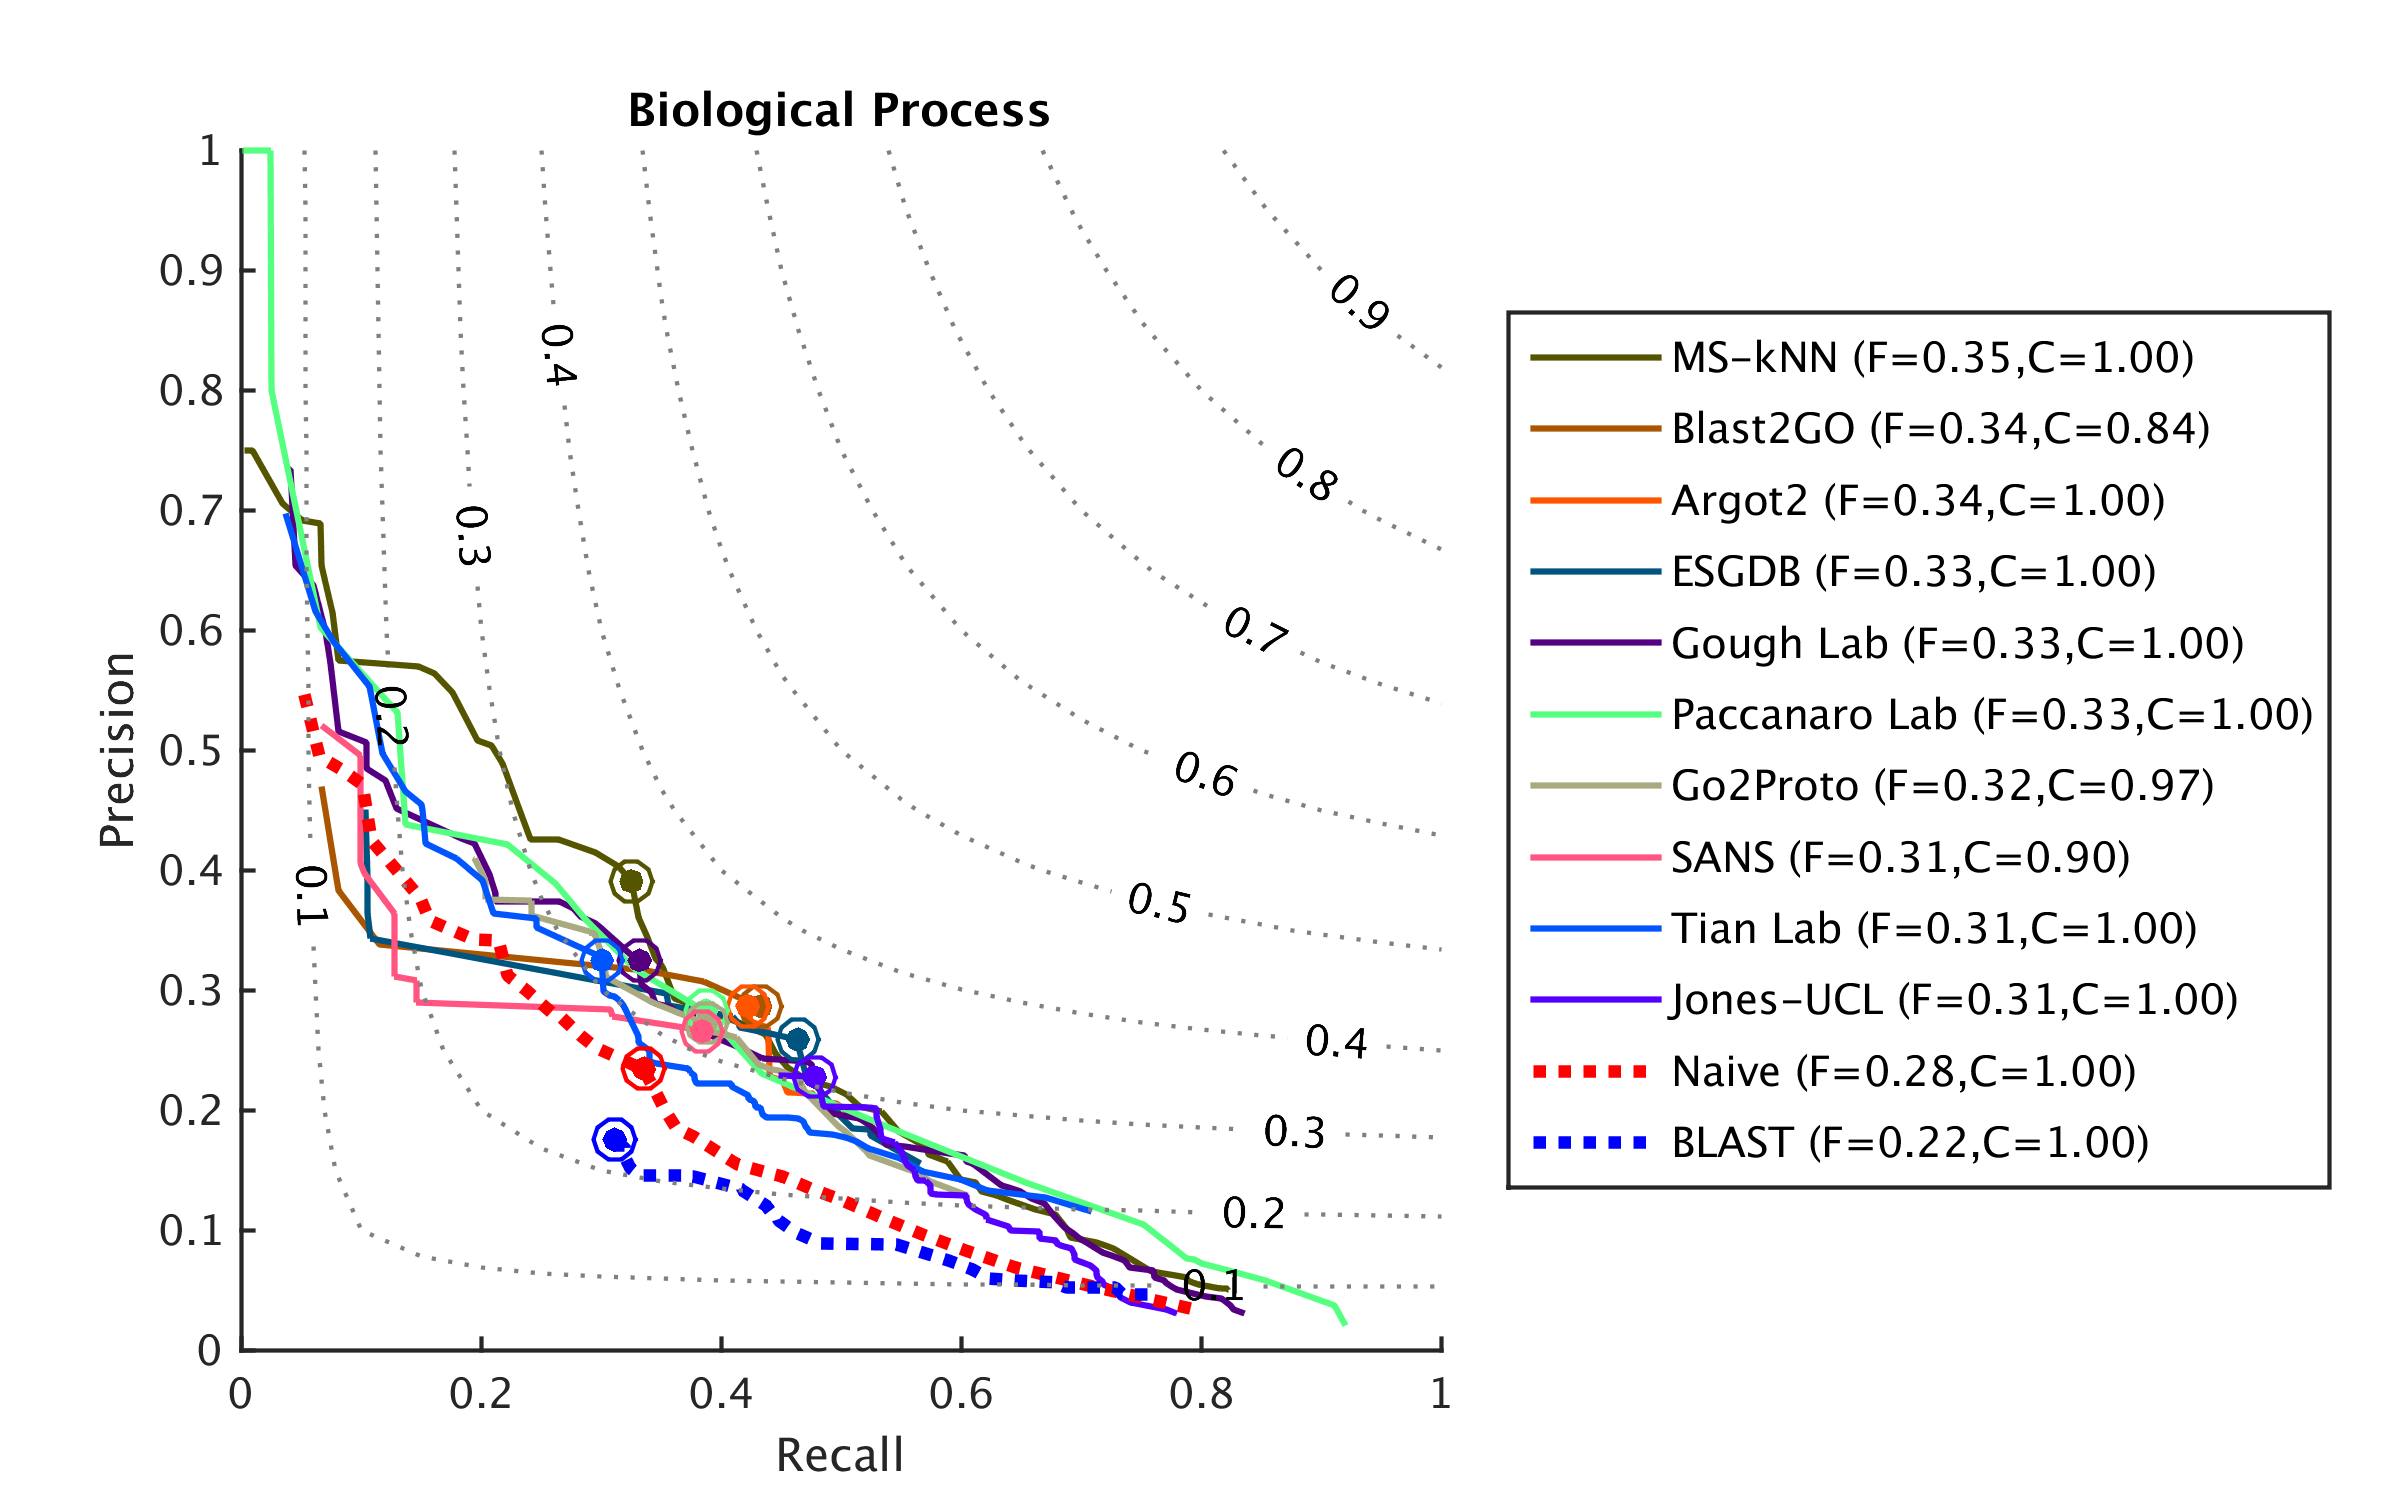 Biological Process
Precision
1
0.9
0.8
0.7
0.6
0.5
0.4
0.3
0.2
0.1
0
0 0.2 0.4 0.6 0.8 1
Recall
0.1
0.2
0.3
0.4
0.9
0.8
0.7
0.6
0.5
0.4
0.3
0.2
0.1
MS-kNN (F=0.35,C=1.00)
Blast2GO (F=0.34,C=0.84)
Argot2 (F=0.34,C=1.00)
ESGDB (F=0.33,C=1.00)
Gough Lab (F=0.33,C=1.00)
Paccanaro Lab (F=0.33,C=1.00)
Go2Proto (F=0.32,C=0.97)
SANS (F=0.31,C=0.90)
Tian Lab (F=0.31,C=1.00)
Jones-UCL (F=0.31,C=1.00)
Naive (F=0.28,C=1.00)
BLAST (F=0.22,C=1.00)